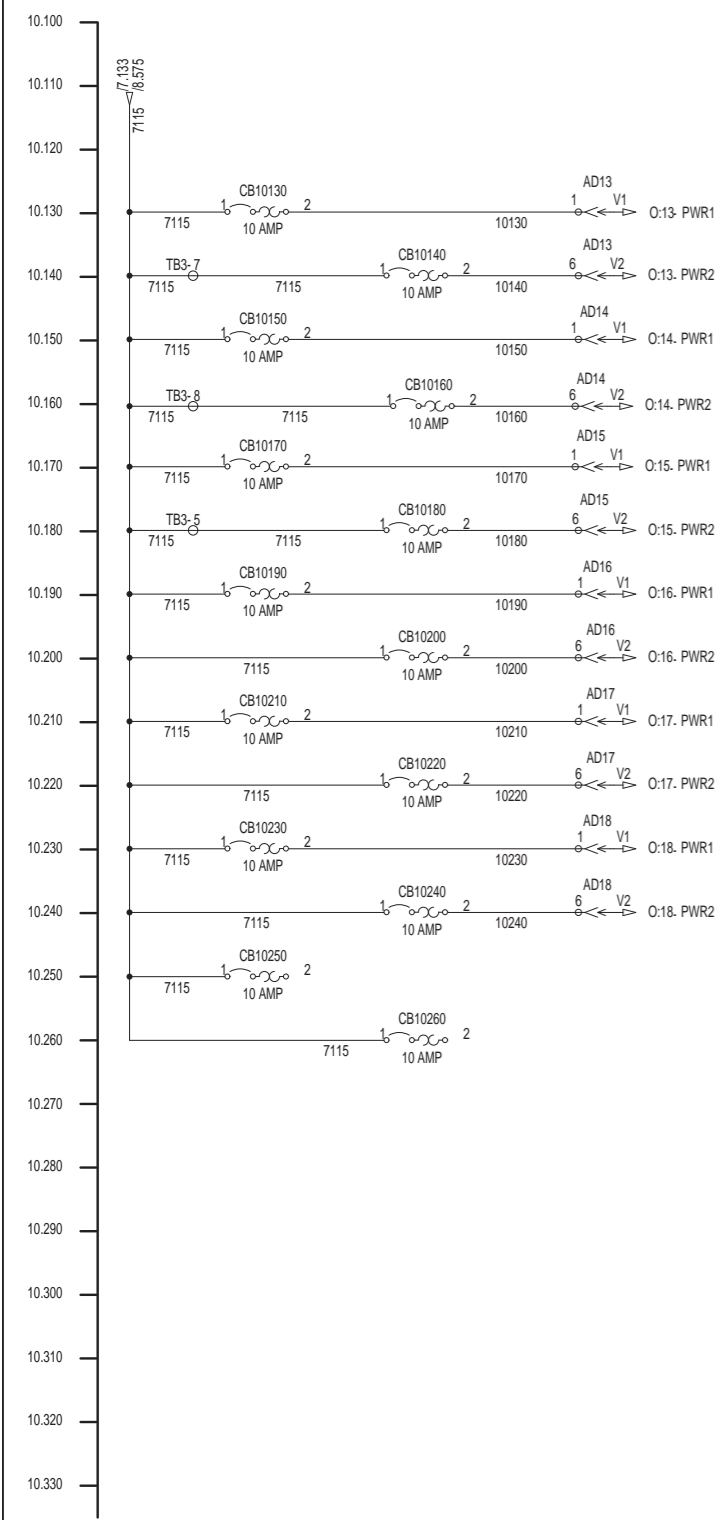 10.100
/7.133
/8.575
7115
10.110
10.120
AD13
CB10130
10.130
1 2 1 V1 O:13- PWR1
7115 10 AMP 10130
AD13
TB3-7 CB10140
10.140
1 2 6 V2 O:13- PWR2
7115 7115 10 AMP 10140
AD14
CB10150
10.150
1 2 1 V1 O:14- PWR1
7115 10 AMP 10150
AD14
TB3-8 CB10160
10.160
1 2 6 V2 O:14- PWR2
7115 7115 10 AMP 10160
AD15
CB10170
10.170
1 2 1 V1 O:15- PWR1
7115 10 AMP 10170
AD15
TB3-5 CB10180
10.180
1 2 6 V2 O:15- PWR2
7115 7115 10 AMP 10180
AD16
CB10190
10.190
1 2 1 V1 O:16- PWR1
7115 10 AMP 10190
AD16
CB10200
10.200
1 2 6 V2 O:16- PWR2
7115 10 AMP 10200
AD17
CB10210
10.210
1 2 1 V1 O:17- PWR1
7115 10 AMP 10210
AD17
CB10220
10.220
1 2 6 V2 O:17- PWR2
7115 10 AMP 10220
AD18
CB10230
10.230
1 2 1 V1 O:18- PWR1
7115 10 AMP 10230
AD18
CB10240
10.240
1 2 6 V2 O:18- PWR2
7115 10 AMP 10240
CB10250
10.250
1 2
7115 10 AMP
CB10260
10.260
1 2
7115 10 AMP
10.270
10.280
10.290
10.300
10.310
10.320
10.330